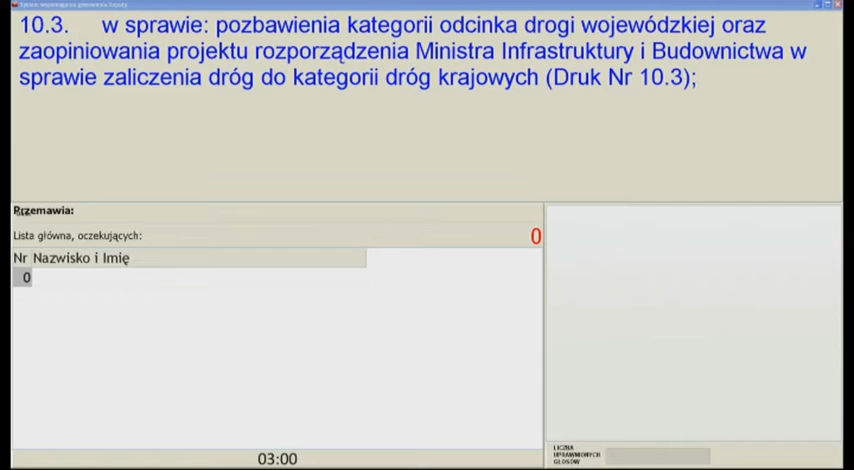 10.3. w sprawie: pozbawienia kategorii odcinka drogi wojewódzkiej oraz
zaopiniowania projektu rozporządzenia Ministra Infrastruktury i Budownictwa w
sprawie zaliczenia dróg do kategorii dróg krajowych (Druk Nr 10.3);
Przemawia:
Lista główna, oczekujących: 0
Nr Nazwisko i Imię
0
03:00
LICZBA
UPRAWNIONYCH
GŁOSÓW